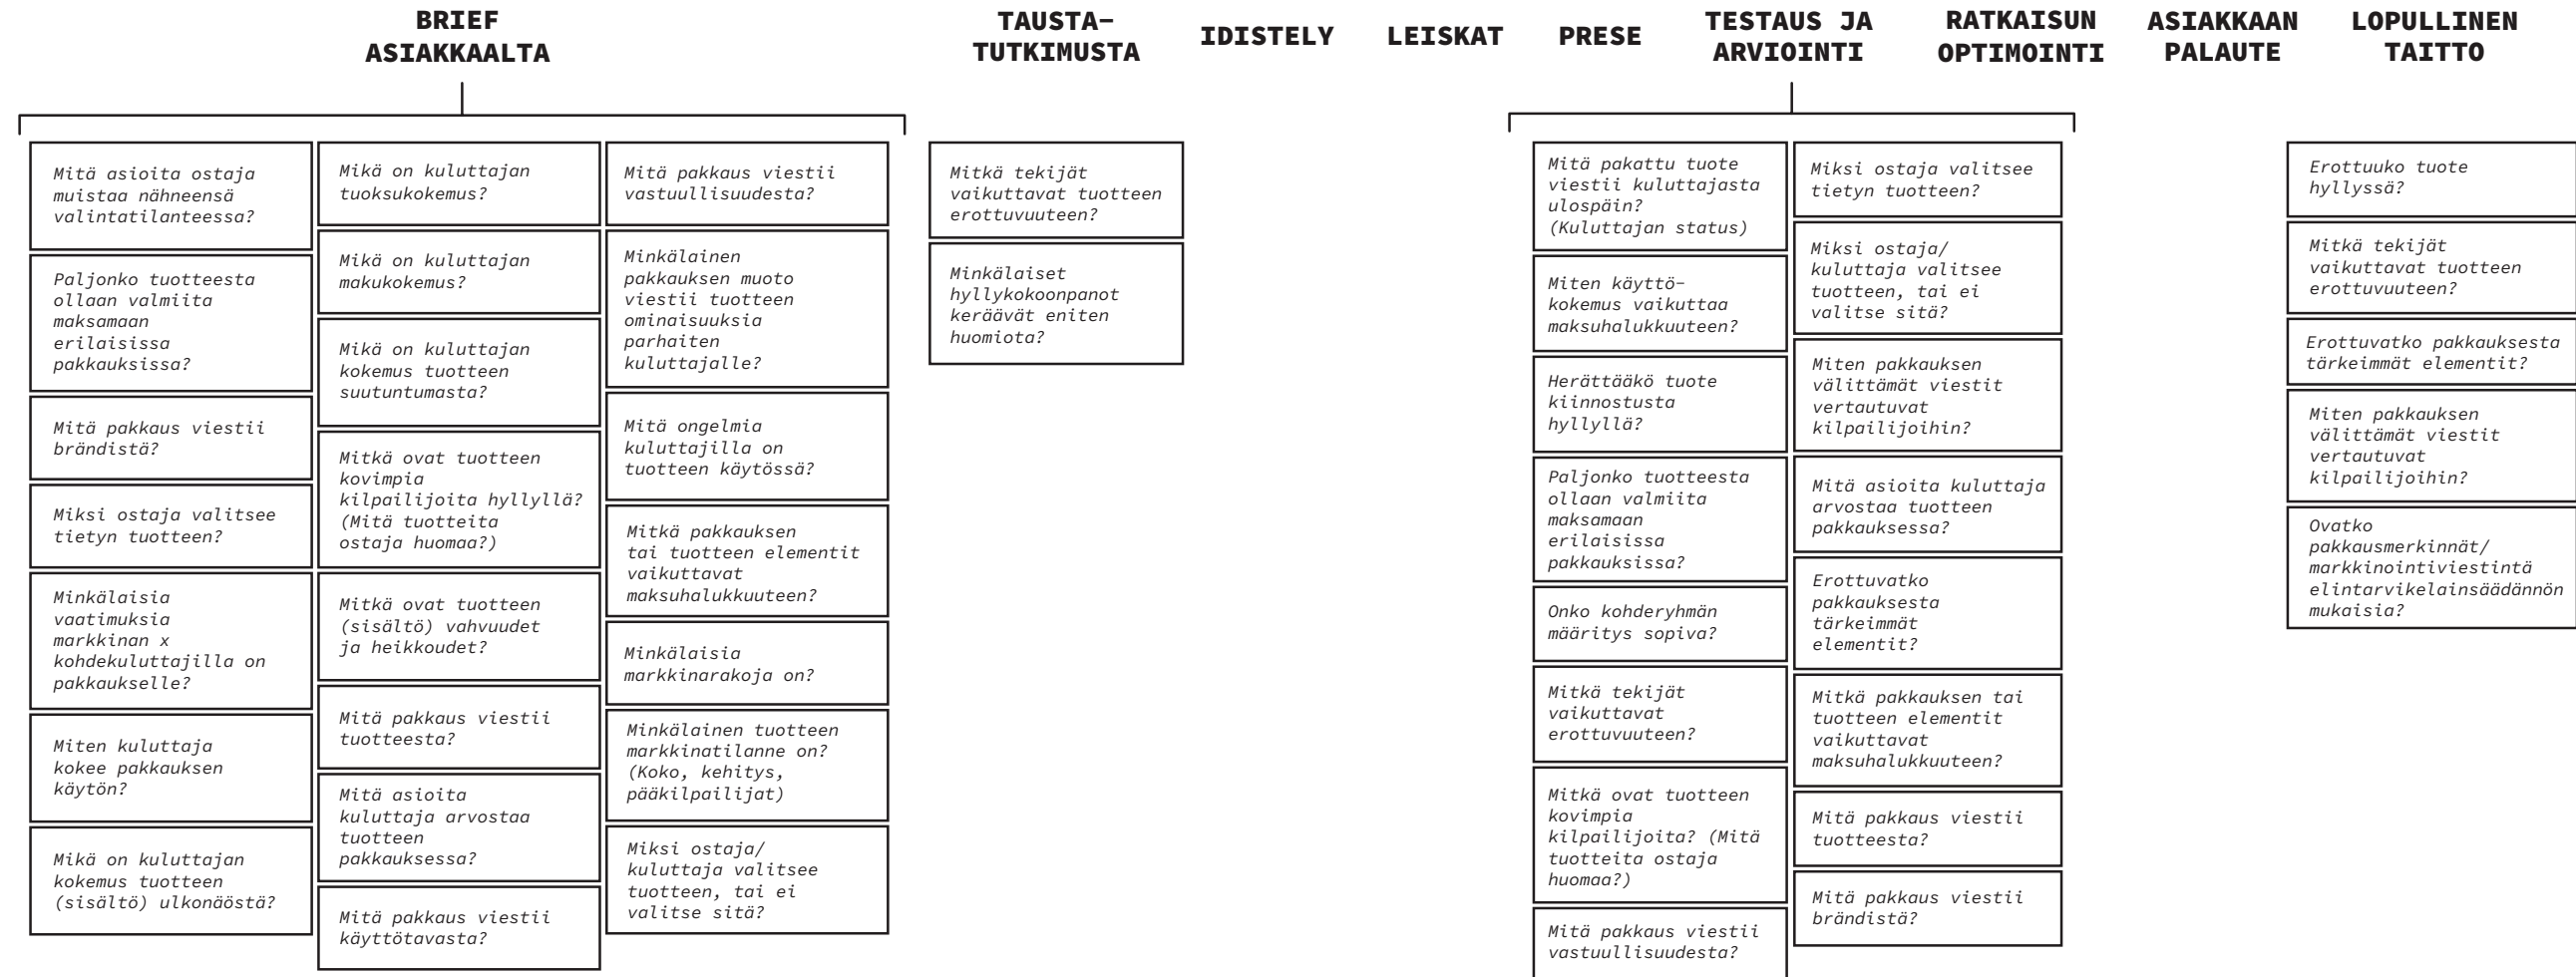 BRIEF
ASIAKKAALTA
TAUSTA-
TUTKIMUSTA
IDISTELY
LEISKAT
PRESE
TESTAUS JA
ARVIOINTI
RATKAISUN
OPTIMOINTI
ASIAKKAAN
PALAUTE
LOPULLINEN
TAITTO
Mitä asioita ostaja
muistaa nähneensä
valintatilanteessa?
Paljonko tuotteesta
ollaan valmiita
maksamaan
erilaisissa
pakkauksissa?
Mitä pakkaus viestii
brändistä?
Miksi ostaja valitsee
tietyn tuotteen?
Minkälaisia
vaatimuksia
markkinan x
kohdekuluttajilla on
pakkaukselle?
Miten kuluttaja
kokee pakkauksen
käytön?
Mikä on kuluttajan
kokemus tuotteen
(sisältö) ulkonäöstä?
Mikä on kuluttajan
tuoksukokemus?
Mikä on kuluttajan
makukokemus?
Mikä on kuluttajan
kokemus tuotteen
suutuntumasta?
Mitkä ovat tuotteen
kovimpia
kilpailijoita hyllyllä?
(Mitä tuotteita
ostaja huomaa?)
Mitkä ovat tuotteen
(sisältö) vahvuudet
ja heikkoudet?
Mitä pakkaus viestii
tuotteesta?
Mitä asioita
kuluttaja arvostaa
tuotteen
pakkauksessa?
Mitä pakkaus viestii
käyttötavasta?
Mitä pakkaus viestii
vastuullisuudesta?
Minkälainen
pakkauksen muoto
viestii tuotteen
ominaisuuksia
parhaiten
kuluttajalle?
Mitä ongelmia
kuluttajilla on
tuotteen käytössä?
Mitkä pakkauksen
tai tuotteen elementit
vaikuttavat
maksuhalukkuuteen?
Minkälaisia
markkinarakoja on?
Minkälainen tuotteen
markkinatilanne on?
(Koko, kehitys,
pääkilpailijat)
Miksi ostaja/
kuluttaja valitsee
tuotteen, tai ei
valitse sitä?
Mitkä tekijät
vaikuttavat tuotteen
erottuvuuteen?
Minkälaiset
hyllykokoonpanot
keräävät eniten
huomiota?
Mitä pakattu tuote
viestii kuluttajasta
ulospäin?
(Kuluttajan status)
Miten käyttö-
kokemus vaikuttaa
maksuhalukkuuteen?
Herättääkö tuote
kiinnostusta
hyllyllä?
Paljonko tuotteesta
ollaan valmiita
maksamaan
erilaisissa
pakkauksissa?
Onko kohderyhmän
määritys sopiva?
Mitkä tekijät
vaikuttavat
erottuvuuteen?
Mitkä ovat tuotteen
kovimpia
kilpailijoita? (Mitä
tuotteita ostaja
huomaa?)
Mitä pakkaus viestii
vastuullisuudesta?
Miksi ostaja valitsee
tietyn tuotteen?
Miksi ostaja/
kuluttaja valitsee
tuotteen, tai ei
valitse sitä?
Miten pakkauksen
välittämät viestit
vertautuvat
kilpailijoihin?
Mitä asioita kuluttaja
arvostaa tuotteen
pakkauksessa?
Erottuvatko
pakkauksesta
tärkeimmät
elementit?
Mitkä pakkauksen tai
tuotteen elementit
vaikuttavat
maksuhalukkuuteen?
Mitä pakkaus viestii
tuotteesta?
Mitä pakkaus viestii
brändistä?
Erottuuko tuote
hyllyssä?
Mitkä tekijät
vaikuttavat tuotteen
erottuvuuteen?
Erottuvatko pakkauksesta
tärkeimmät elementit?
Miten pakkauksen
välittämät viestit
vertautuvat
kilpailijoihin?
Ovatko
pakkausmerkinnät/
markkinointiviestintä
elintarvikelainsäädännön
mukaisia?